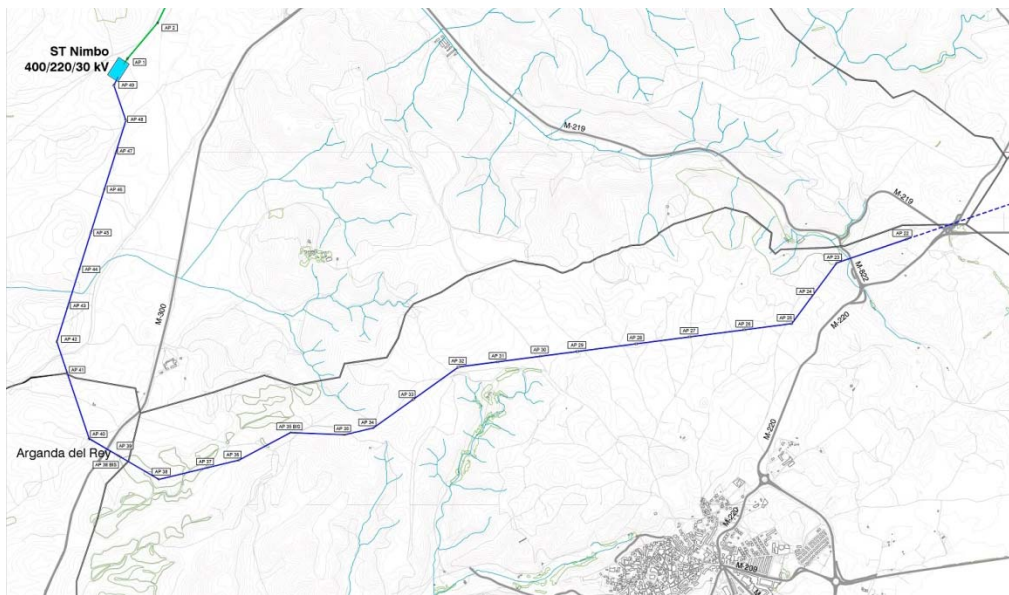 AP 2
ST Nimbo
400/220/30 kV
AP 1
AP 49
AP 48
AP 47
AP 46
AP 45
AP 44
AP 43
AP 42
AP 41
AP 40
AP 39
Arganda del Rey
AP 38 BIS
AP 38
AP 37
AP 36
AP 35 BIS
AP 35
AP 34
AP 33
AP 32
AP 31
AP 30
AP 29
AP 28
AP 27
AP 26
AP 25
AP 24
AP 23
AP 22
M-300
M-219
M-219
M-822
M-220
M-220
M-220
M-209